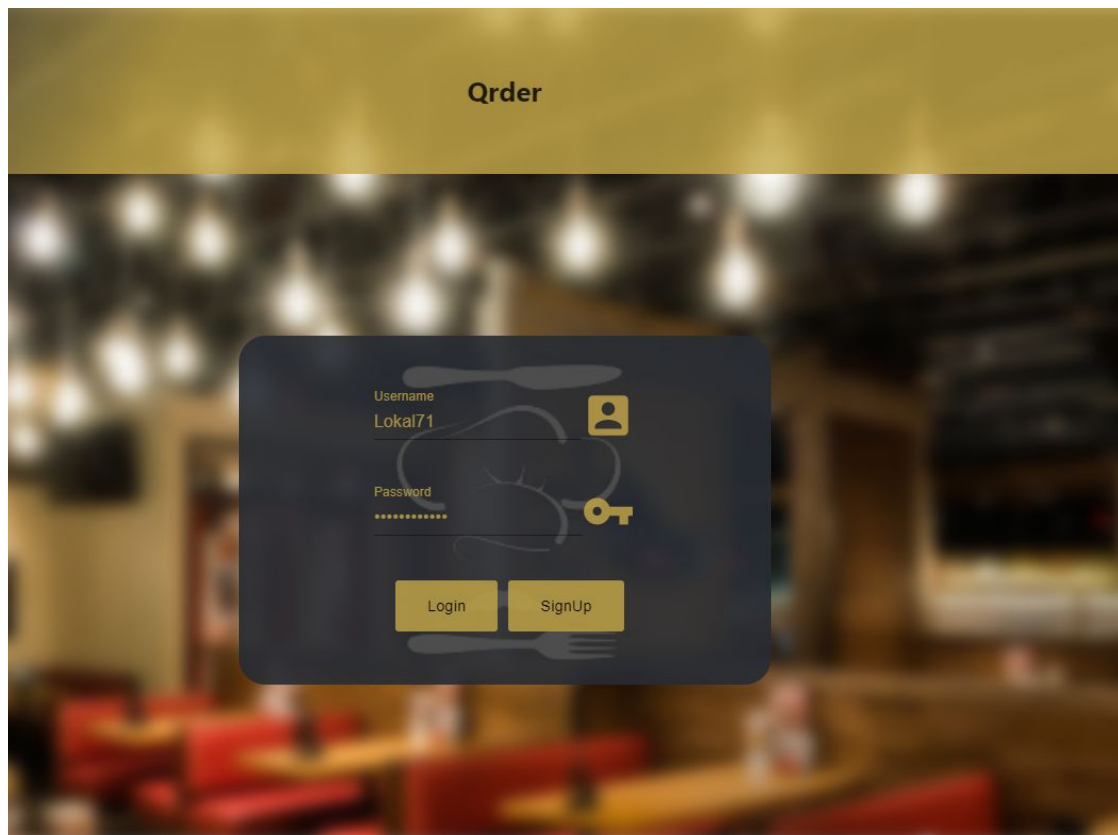 Qrder
Username
Lokal71
Password
••••••••••••
Login SignUp